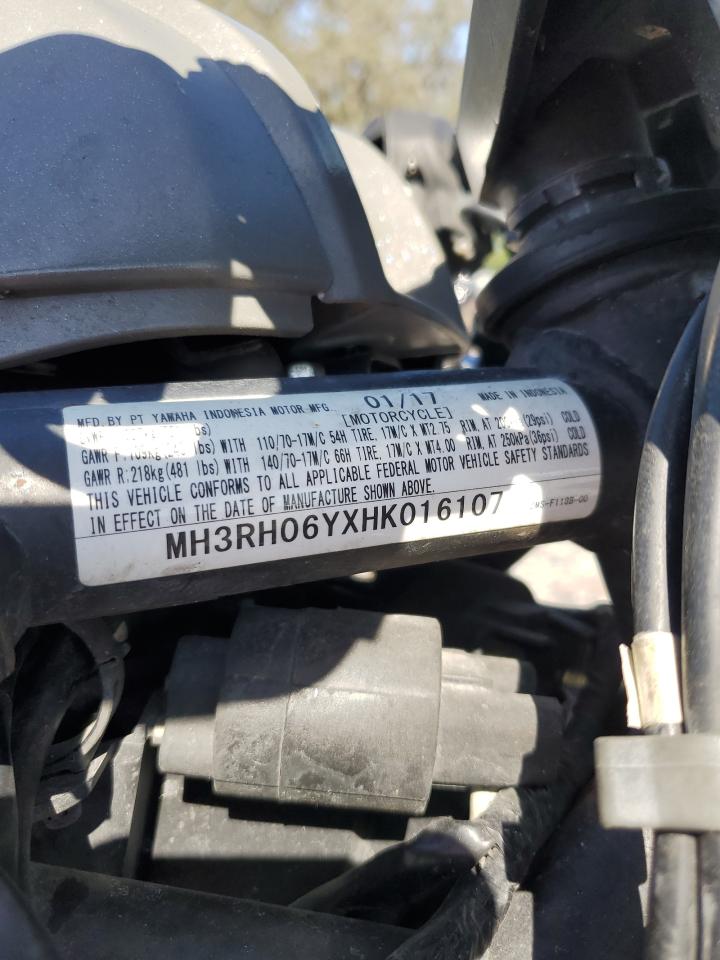 MFD. BY PT YAMAHA INDONESIA MOTOR MFG. 01/17 MADE IN INDONESIA
lbs) [MOTORCYCLE]
GAWR F: lbs) WITH 110/70-17M/C 54H TIRE, 17M/C X MT2.75 RIM, AT (29psi) COLD
GAWR R: 218kg(481 lbs) WITH 140/70-17M/C 66H TIRE, 17M/C X MT4.00 RIM, AT 250kPa(36psi) COLD
THIS VEHICLE CONFORMS TO ALL APPLICABLE FEDERAL MOTOR VEHICLE SAFETY STANDARDS
IN EFFECT ON THE DATE OF MANUFACTURE SHOWN ABOVE.
MH3RH06YXHK016107